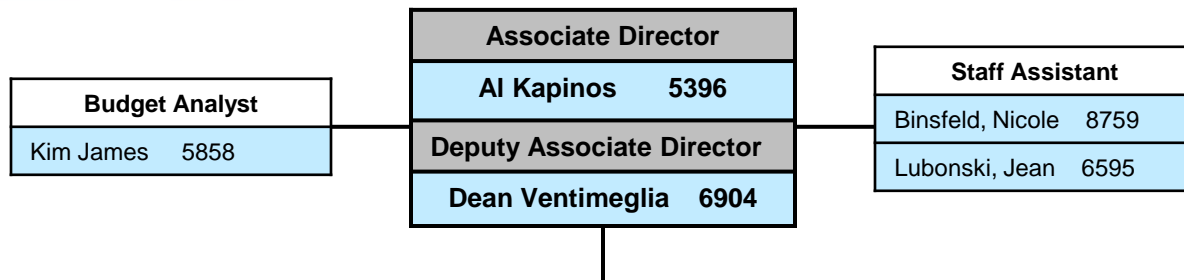 Associate Director
Al Kapinos 5396
Deputy Associate Director
Dean Ventimeglia 6904
Budget Analyst
Kim James 5858
Staff Assistant
Binsfeld, Nicole 8759
Lubonski, Jean 6595